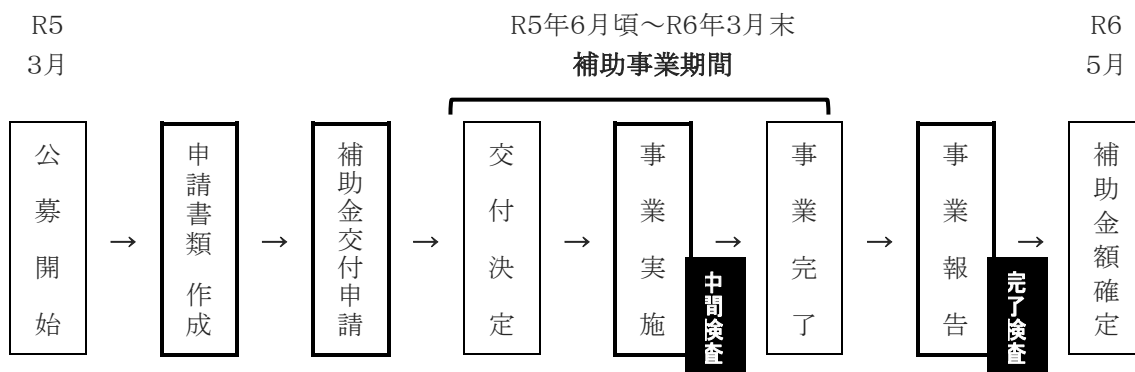 R5
3月
R5年6月頃～R6年3月末
補助事業期間
R6
5月
公募開始
→
申請書類 作成
→
補助金交付申請
→
交付決定
→
事業実施
中間検査
→
事業完了
→
事業報告
完了検査
→
補助金額確定